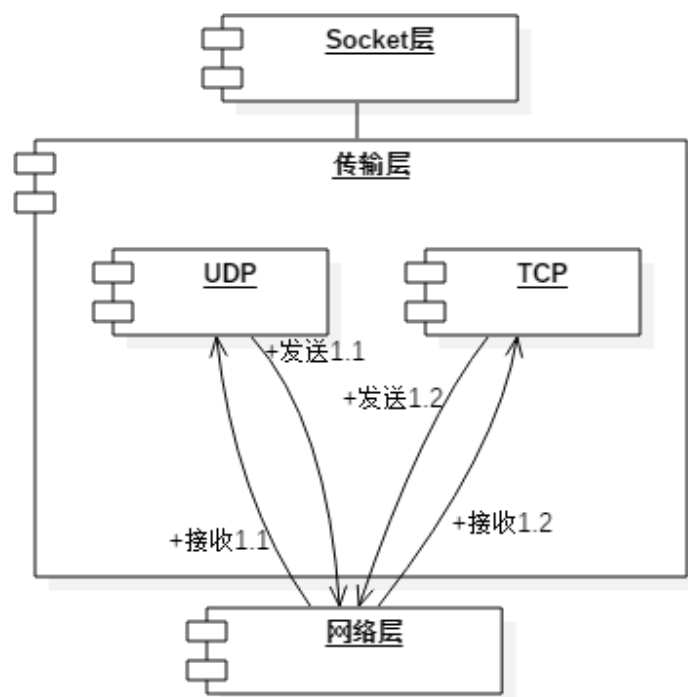 Socket层
传输层
UDP
TCP
+发送1.1
+发送1.2
+接收1.1
+接收1.2
网络层